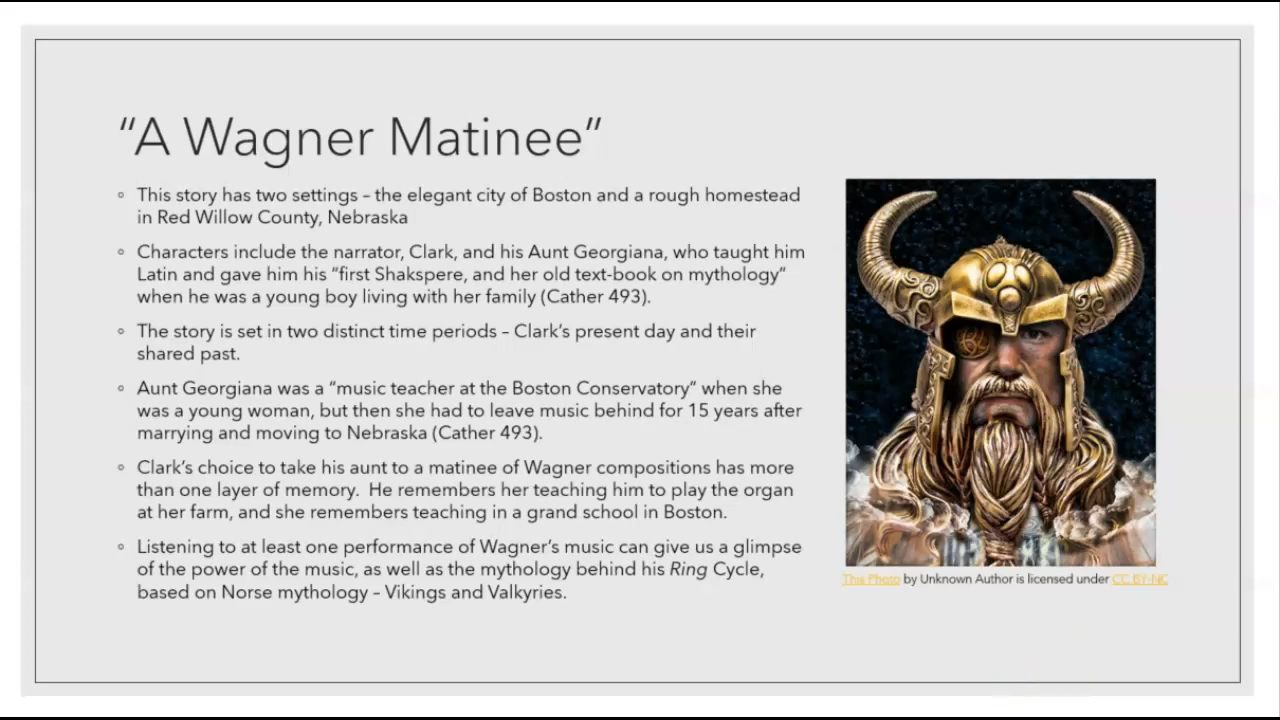 “A Wagner Matinee”
◦ This story has two settings – the elegant city of Boston and a rough homestead
in Red Willow County, Nebraska
◦ Characters include the narrator, Clark, and his Aunt Georgiana, who taught him
Latin and gave him his “first Shakspere, and her old text-book on mythology”
when he was a young boy living with her family (Cather 493).
◦ The story is set in two distinct time periods – Clark’s present day and their
shared past.
◦ Aunt Georgiana was a “music teacher at the Boston Conservatory” when she
was a young woman, but then she had to leave music behind for 15 years after
marrying and moving to Nebraska (Cather 493).
◦ Clark’s choice to take his aunt to a matinee of Wagner compositions has more
than one layer of memory.  He remembers her teaching him to play the organ
at her farm, and she remembers teaching in a grand school in Boston.
◦ Listening to at least one performance of Wagner’s music can give us a glimpse
of the power of the music, as well as the mythology behind his Ring Cycle,
based on Norse mythology – Vikings and Valkyries.
This Photo by Unknown Author is licensed under CC BY-NC